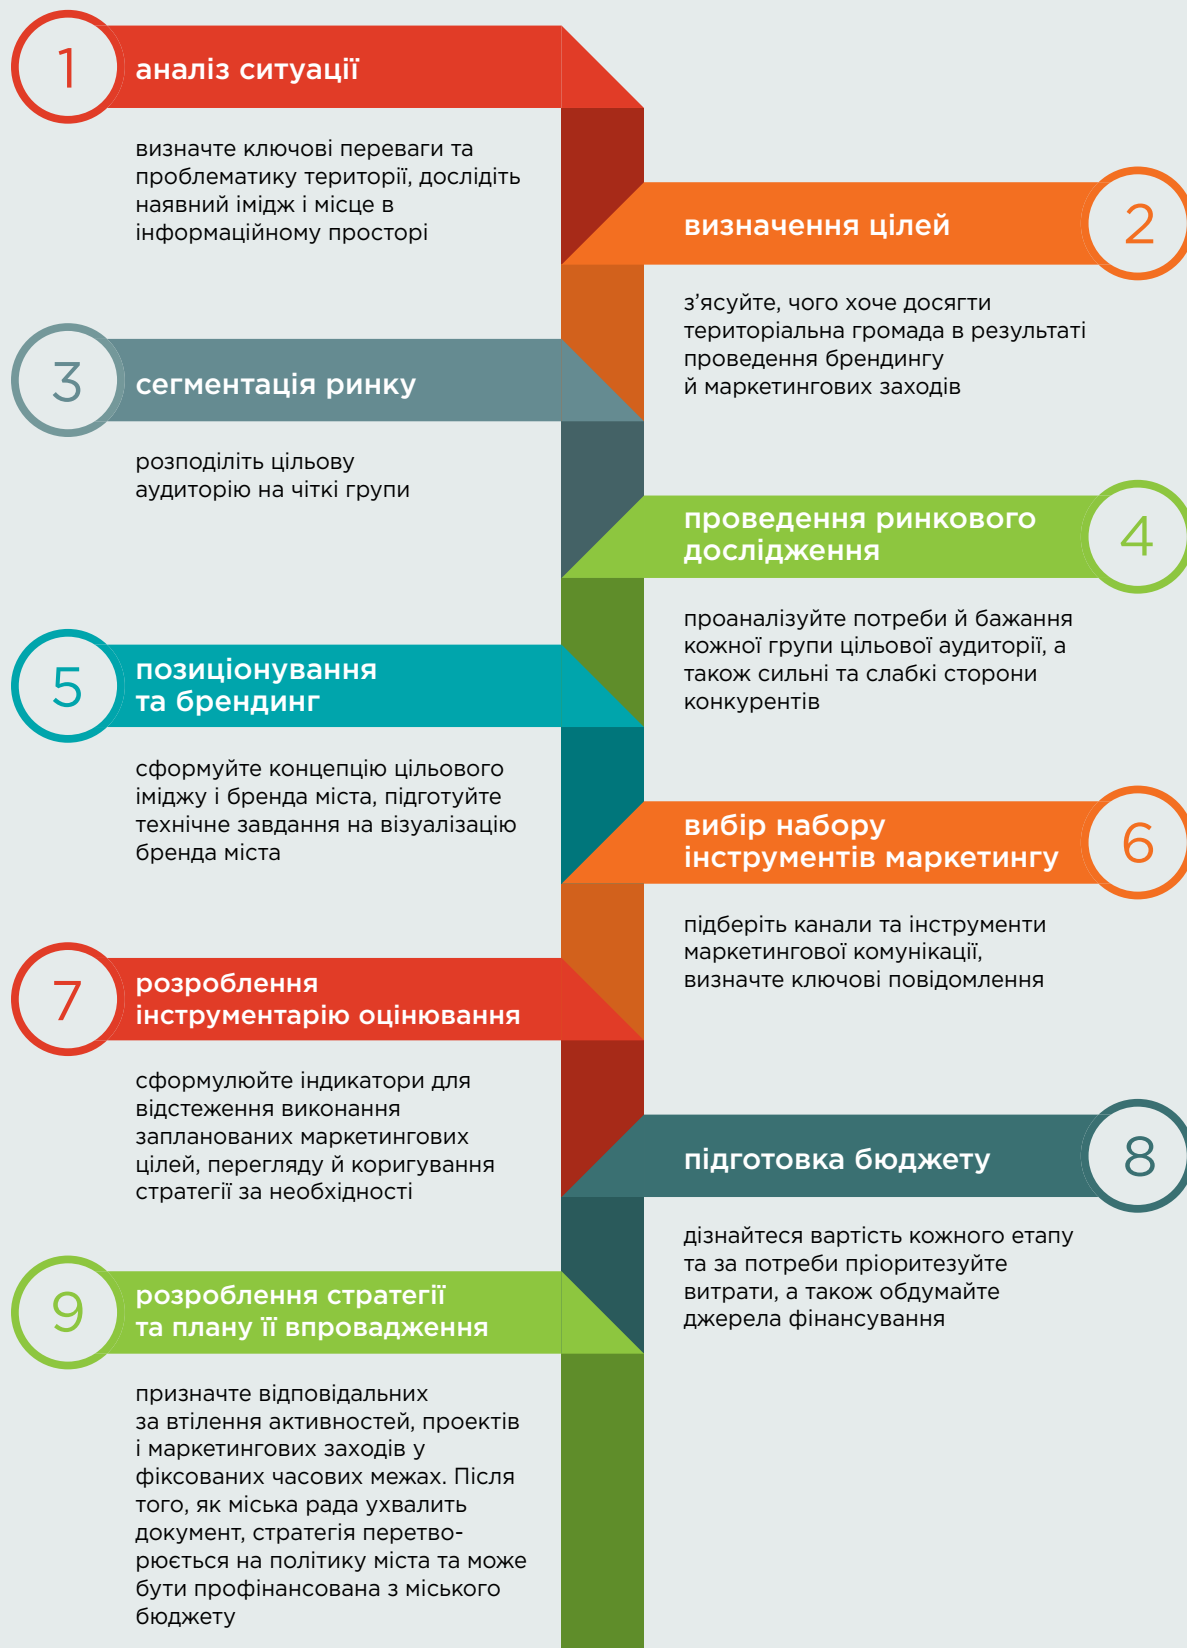 1
аналіз ситуації
визначте ключові переваги та
проблематику території, дослідіть
наявний імідж і місце в
інформаційному просторі
2
визначення цілей
з’ясуйте, чого хоче досягти
територіальна громада в результаті
проведення брендингу
й маркетингових заходів
3
сегментація ринку
розподіліть цільову
аудиторію на чіткі групи
4
проведення ринкового
дослідження
проаналізуйте потреби й бажання
кожної групи цільової аудиторії, а
також сильні та слабкі сторони
конкурентів
5
позиціонування
та брендинг
сформуйте концепцію цільового
іміджу і бренда міста, підготуйте
технічне завдання на візуалізацію
бренда міста
6
вибір набору
інструментів маркетингу
підберіть канали та інструменти
маркетингової комунікації,
визначте ключові повідомлення
7
розроблення
інструментарію оцінювання
сформулюйте індикатори для
відстеження виконання
запланованих маркетингових
цілей, перегляду й коригування
стратегії за необхідності
8
підготовка бюджету
дізнайтеся вартість кожного етапу
та за потреби пріоритезуйте
витрати, а також обдумайте
джерела фінансування
9
розроблення стратегії
та плану її впровадження
призначте відповідальних
за втілення активностей, проектів
і маркетингових заходів у
фіксованих часових межах. Після
того, як міська рада ухвалить
документ, стратегія перетво-
рюється на політику міста та може
бути профінансована з міського
бюджету